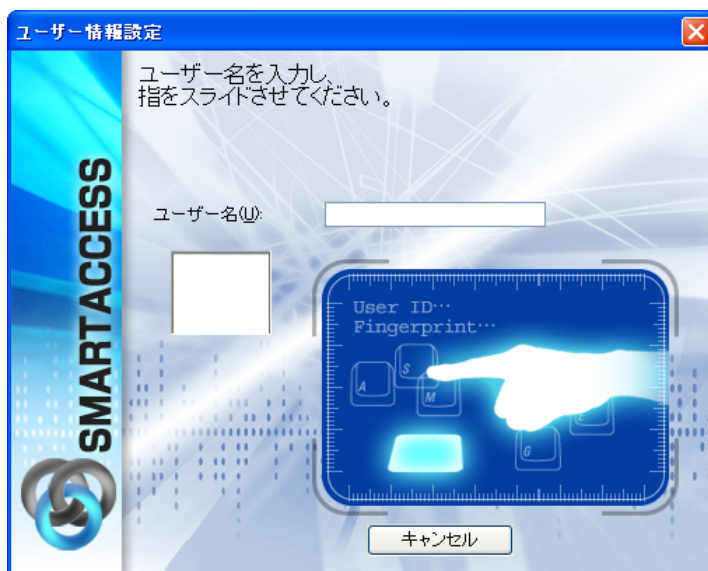 ユーザー情報設定
ユーザー名を入力し、
指をスライドさせてください。
SMARTACCESS
ユーザー名(U):
User ID…
Fingerprint…
S
A
M
E
G
キャンセル